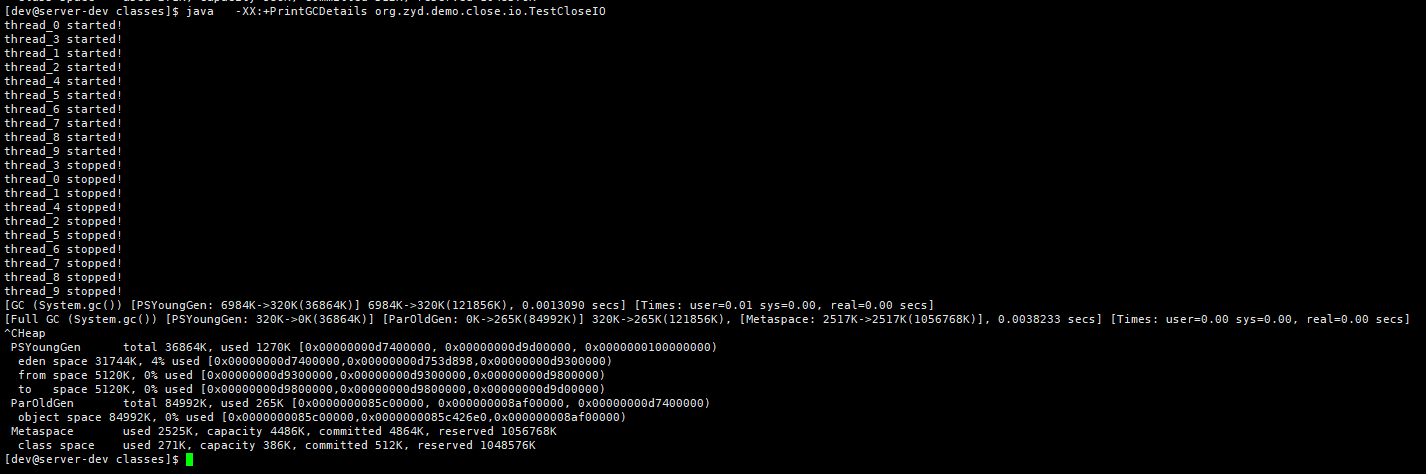 [dev@server-dev classes]$ java   -XX:+PrintGCDetails org.zyd.demo.close.io.TestCloseIO
thread_0 started!
thread_3 started!
thread_1 started!
thread_2 started!
thread_4 started!
thread_5 started!
thread_6 started!
thread_7 started!
thread_8 started!
thread_9 started!
thread_3 stopped!
thread_0 stopped!
thread_1 stopped!
thread_4 stopped!
thread_2 stopped!
thread_5 stopped!
thread_6 stopped!
thread_7 stopped!
thread_8 stopped!
thread_9 stopped!
[GC (System.gc()) [PSYoungGen: 6984K->320K(36864K)] 6984K->320K(121856K), 0.0013090 secs] [Times: user=0.01 sys=0.00, real=0.00 secs]
[Full GC (System.gc()) [PSYoungGen: 320K->0K(36864K)] [ParOldGen: 0K->265K(84992K)] 320K->265K(121856K), [Metaspace: 2517K->2517K(1056768K)], 0.0038233 secs] [Times: user=0.00 sys=0.00, real=0.00 secs]
^CHeap
 PSYoungGen      total 36864K, used 1270K [0x00000000d7400000, 0x00000000d9d00000, 0x0000000100000000)
  eden space 31744K, 4% used [0x00000000d7400000,0x00000000d753d898,0x00000000d9300000)
  from space 5120K, 0% used [0x00000000d9300000,0x00000000d9300000,0x00000000d9800000)
  to   space 5120K, 0% used [0x00000000d9800000,0x00000000d9800000,0x00000000d9d00000)
 ParOldGen       total 84992K, used 265K [0x0000000085c00000, 0x000000008af00000, 0x00000000d7400000)
  object space 84992K, 0% used [0x0000000085c00000,0x0000000085c426e0,0x000000008af00000)
 Metaspace       used 2525K, capacity 4486K, committed 4864K, reserved 1056768K
  class space    used 271K, capacity 386K, committed 512K, reserved 1048576K
[dev@server-dev classes]$